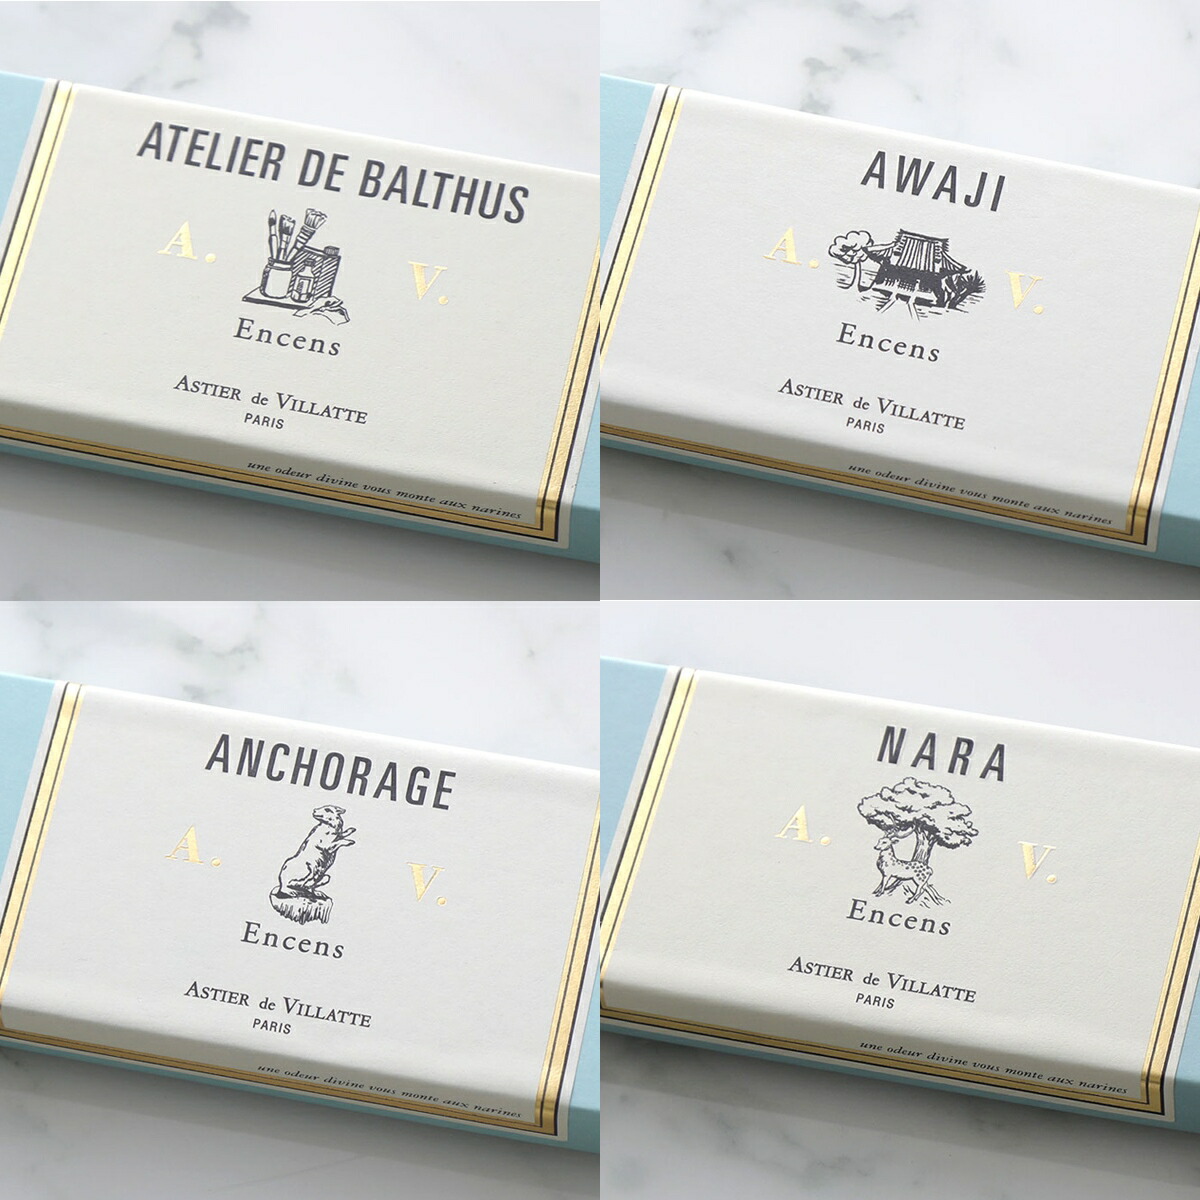 ATELIER DE BALTHUS
A. V.
Encens
ASTIER de VILLATTE
PARIS
une odeur divine vous monte aux narines
AWAJI
A. V.
Encens
ASTIER de VILLATTE
PARIS
une odeur divine vous monte aux narines
ANCHORAGE
A. V.
Encens
ASTIER de VILLATTE
PARIS
une odeur divine vous monte aux narines
NARA
A. V.
Encens
ASTIER de VILLATTE
PARIS
une odeur divine vous monte aux narines